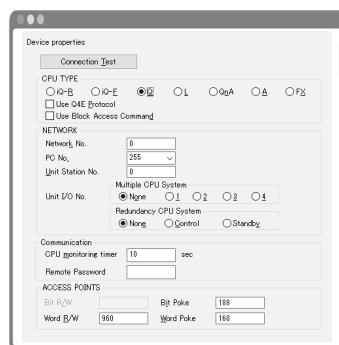 Device properties
Connection Test
CPU TYPE
iQ-R iQ-F Q L QnA A FX
Use Q4E Protocol
Use Block Access Command
NETWORK
Network No. 0
PC No. 255
Unit Station No. 0
Multiple CPU System
Unit I/O No. None 1 2 3 4
Redundancy CPU System
None Control Standby
Communication
CPU monitoring timer 10 sec
Remote Password
ACCESS POINTS
Bit R/W Bit Poke 188
Word R/W 960 Word Poke 160